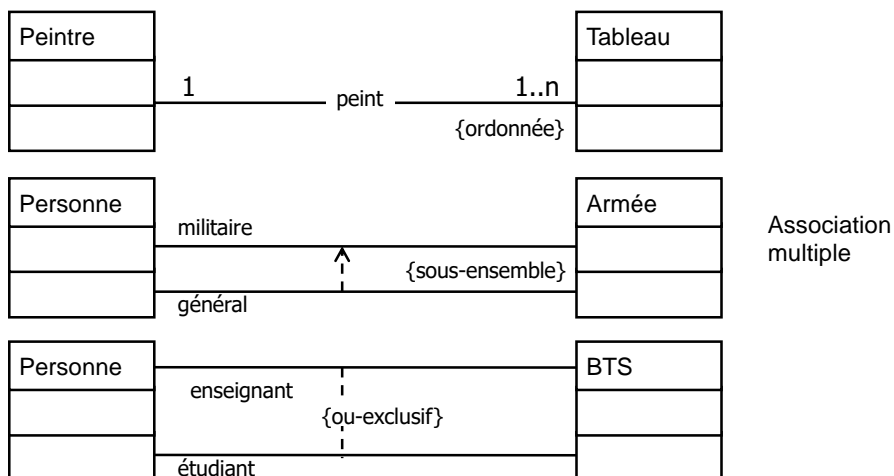 Peintre
Tableau
1
1..n
peint
{ordonnée}
Personne
Armée
militaire
Association
multiple
{sous-ensemble}
général
Personne
BTS
enseignant
{ou-exclusif}
étudiant